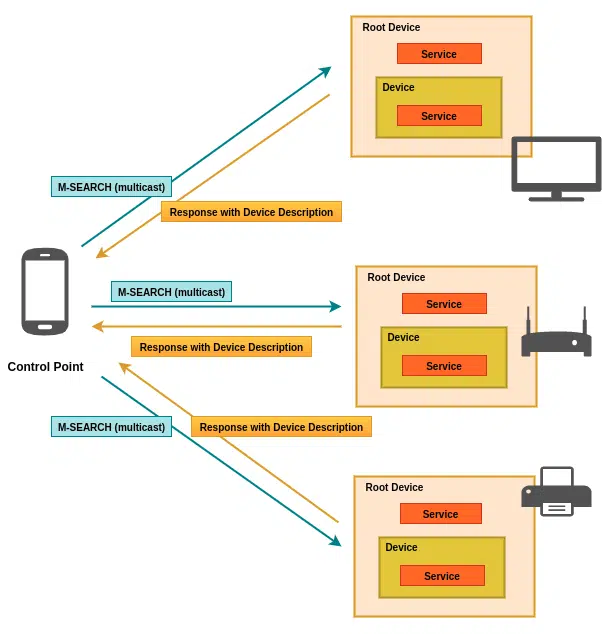 Root Device
Service
Device
Service
M-SEARCH (multicast)
Response with Device Description
Root Device
M-SEARCH (multicast)
Service
Device
Response with Device Description
Service
Control Point
M-SEARCH (multicast)
Response with Device Description
Root Device
Service
Device
Service